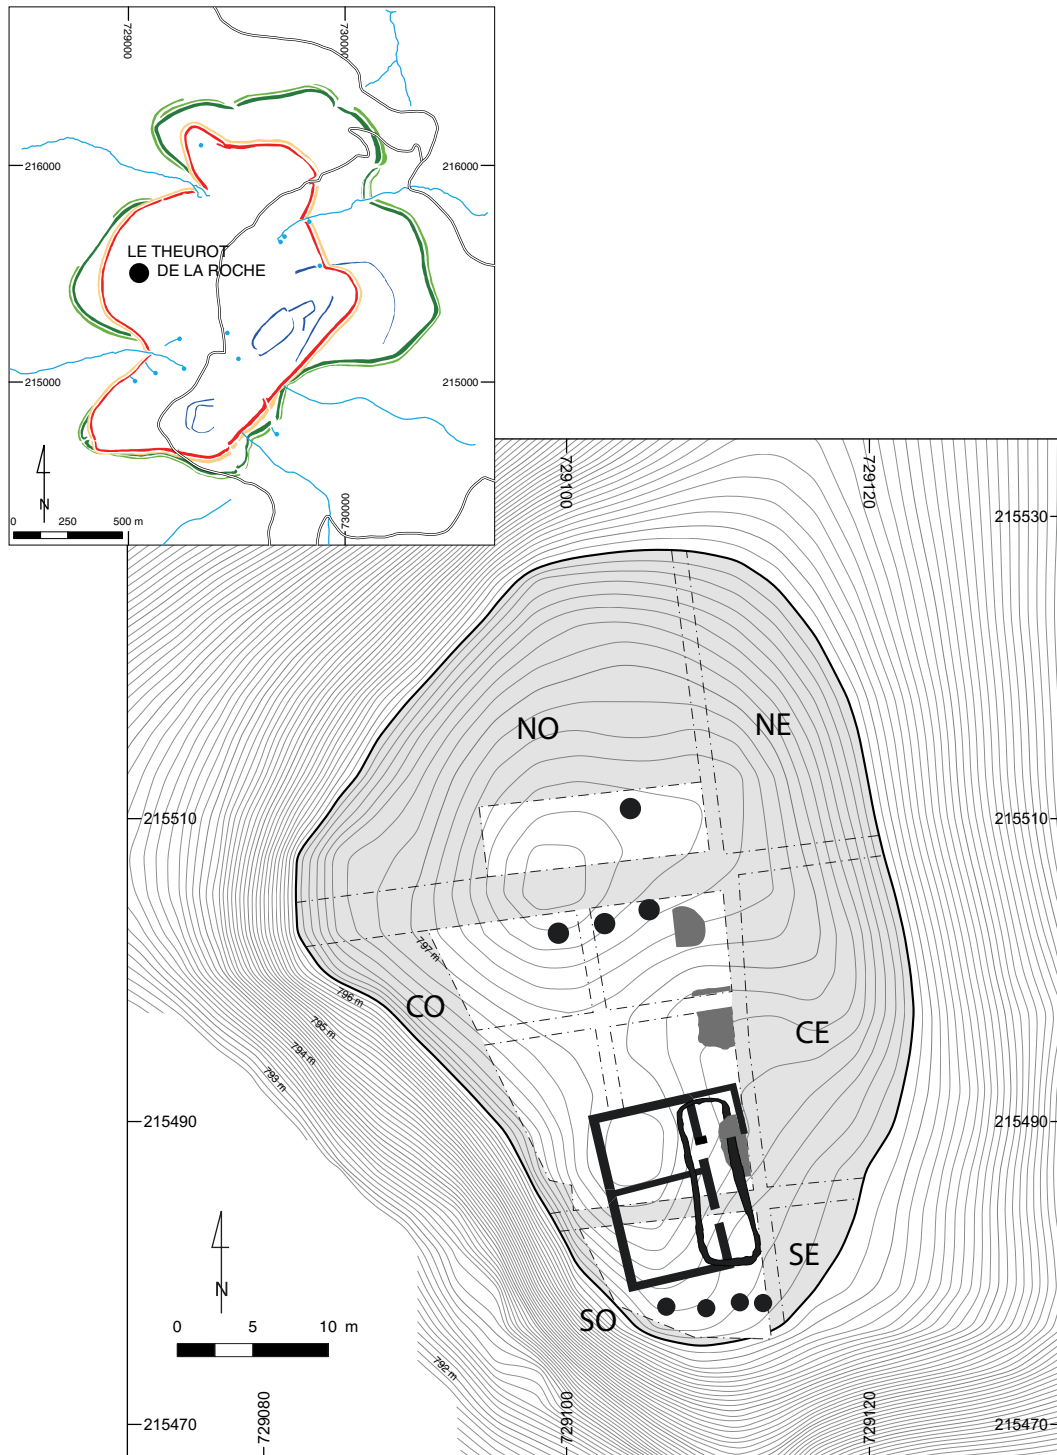 729000
730000
216000
216000
LE THEUROT
DE LA ROCHE
215000
215000
N
0 250 500 m
730000
729100
729120
215530
NO
NE
215510
215510
797 m
CO
796 m
CE
795 m
794 m
793 m
215490
215490
SE
N
SO
0 5 10 m
792 m
215470
729080
729100
729120
215470